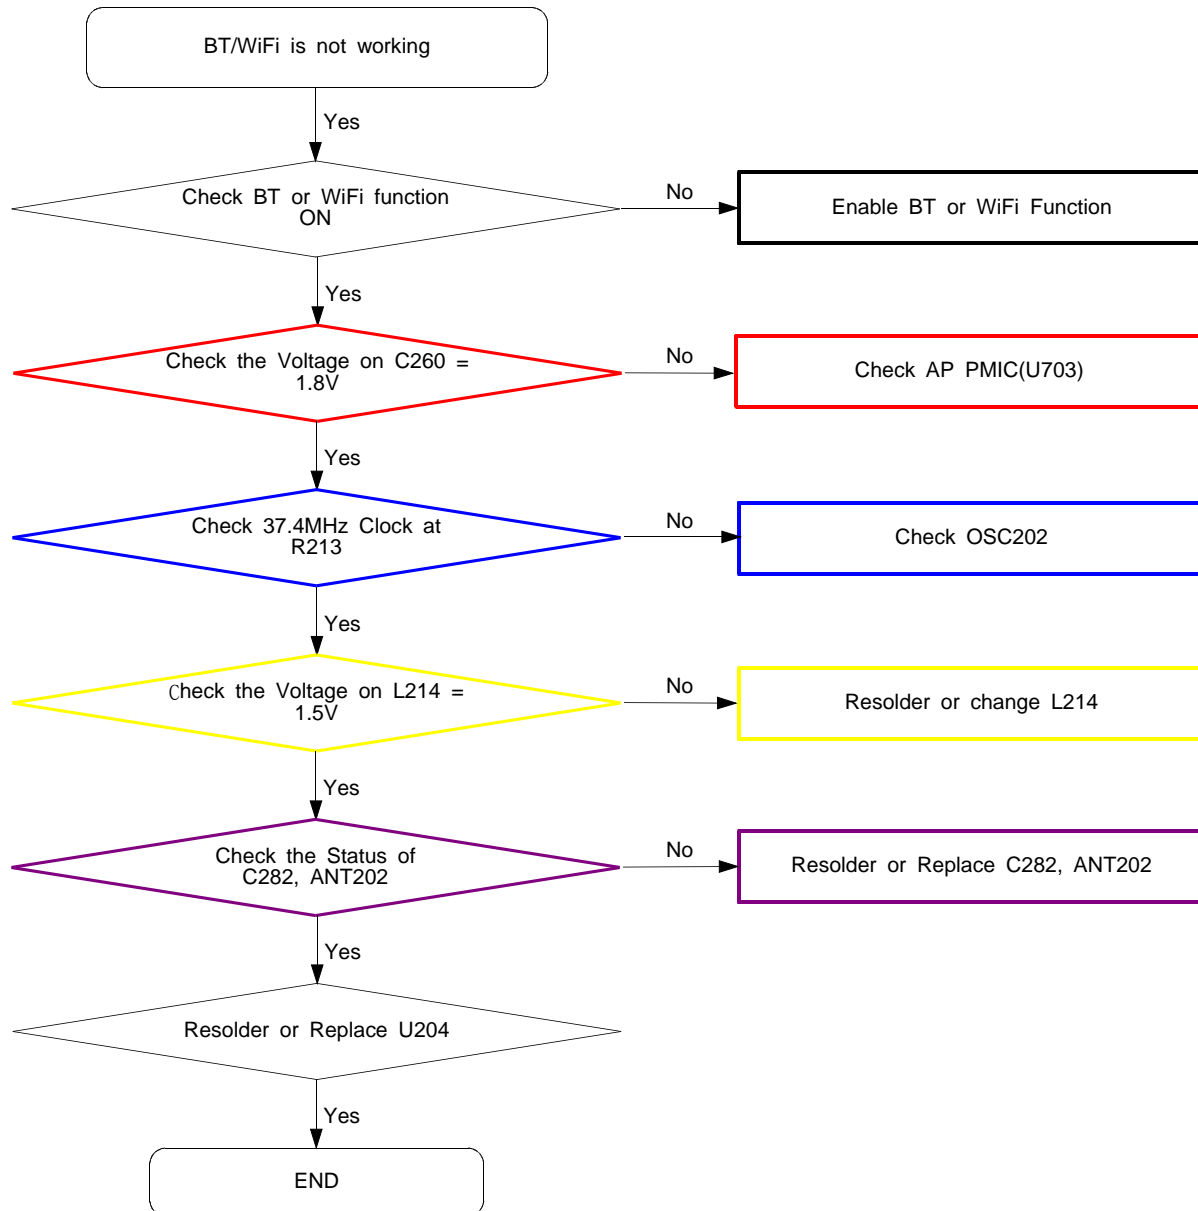 BT/WiFi is not working
Yes
Check BT or WiFi function
ON
No
Enable BT or WiFi Function
Yes
Check the Voltage on C260 =
1.8V
No
Check AP PMIC(U703)
Yes
Check 37.4MHz Clock at
R213
No
Check OSC202
Yes
Check the Voltage on L214 =
1.5V
No
Resolder or change L214
Yes
Check the Status of
C282, ANT202
No
Resolder or Replace C282, ANT202
Yes
Resolder or Replace U204
Yes
END